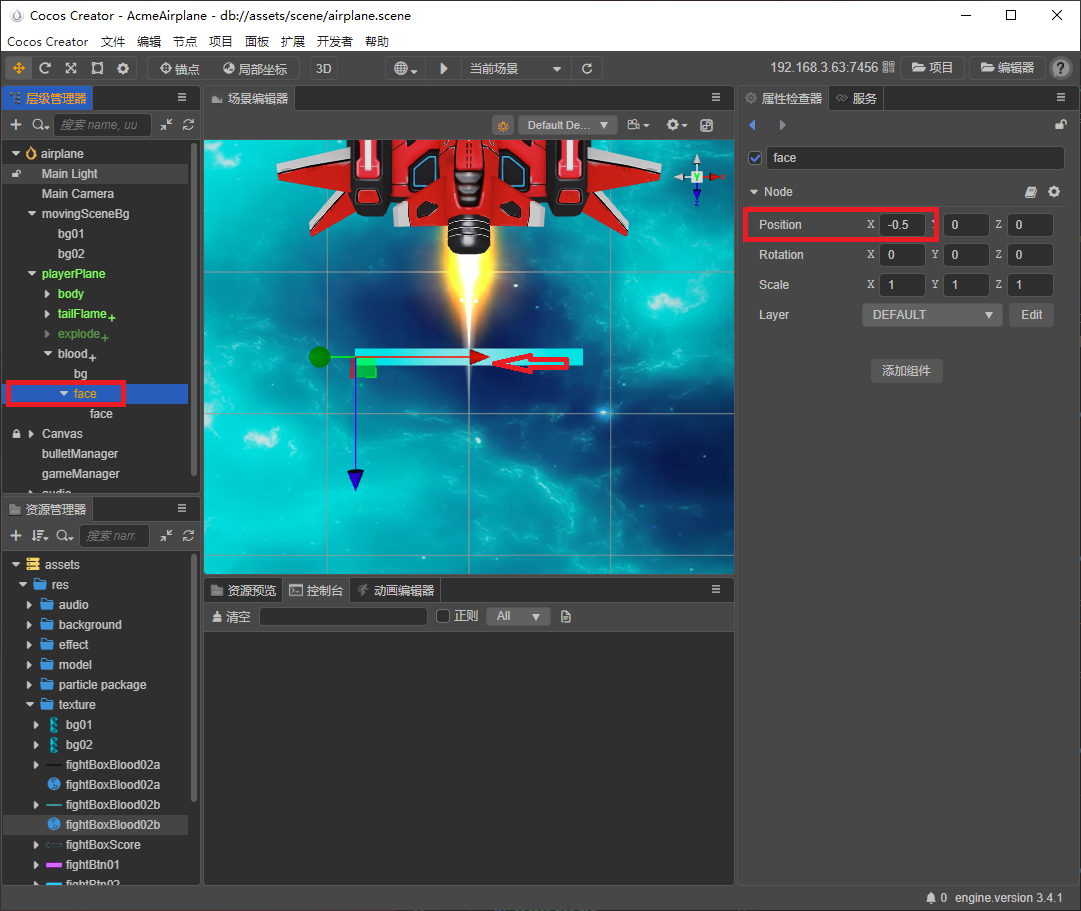 Cocos Creator - AcmeAirplane - db://assets/scene/airplane.scene
Cocos Creator 文件 编辑 节点 项目 面板 扩展 开发者 帮助
锚点 局部坐标 3D 当前场景 192.168.3.63:7456 项目 编辑器 ?
层级管理器
搜索 name, uu
airplane
Main Light
Main Camera
movingSceneBg
bg01
bg02
playerPlane
body
tailFlame
explode
blood
bg
face
face
Canvas
bulletManager
gameManager
audio
场景编辑器
Default De...
Y
X
Z
属性检查器 服务
face
Node
Position X -0.5 Y 0 Z 0
Rotation X 0 Y 0 Z 0
Scale X 1 Y 1 Z 1
Layer DEFAULT Edit
添加组件
资源管理器
搜索 nam
assets
res
audio
background
effect
model
particle package
texture
bg01
bg02
fightBoxBlood02a
fightBoxBlood02a
fightBoxBlood02b
fightBoxBlood02b
fightBoxScore
fightBtn01
fightBtn02
资源预览 控制台 动画编辑器
清空 正则 All
0 engine.version 3.4.1